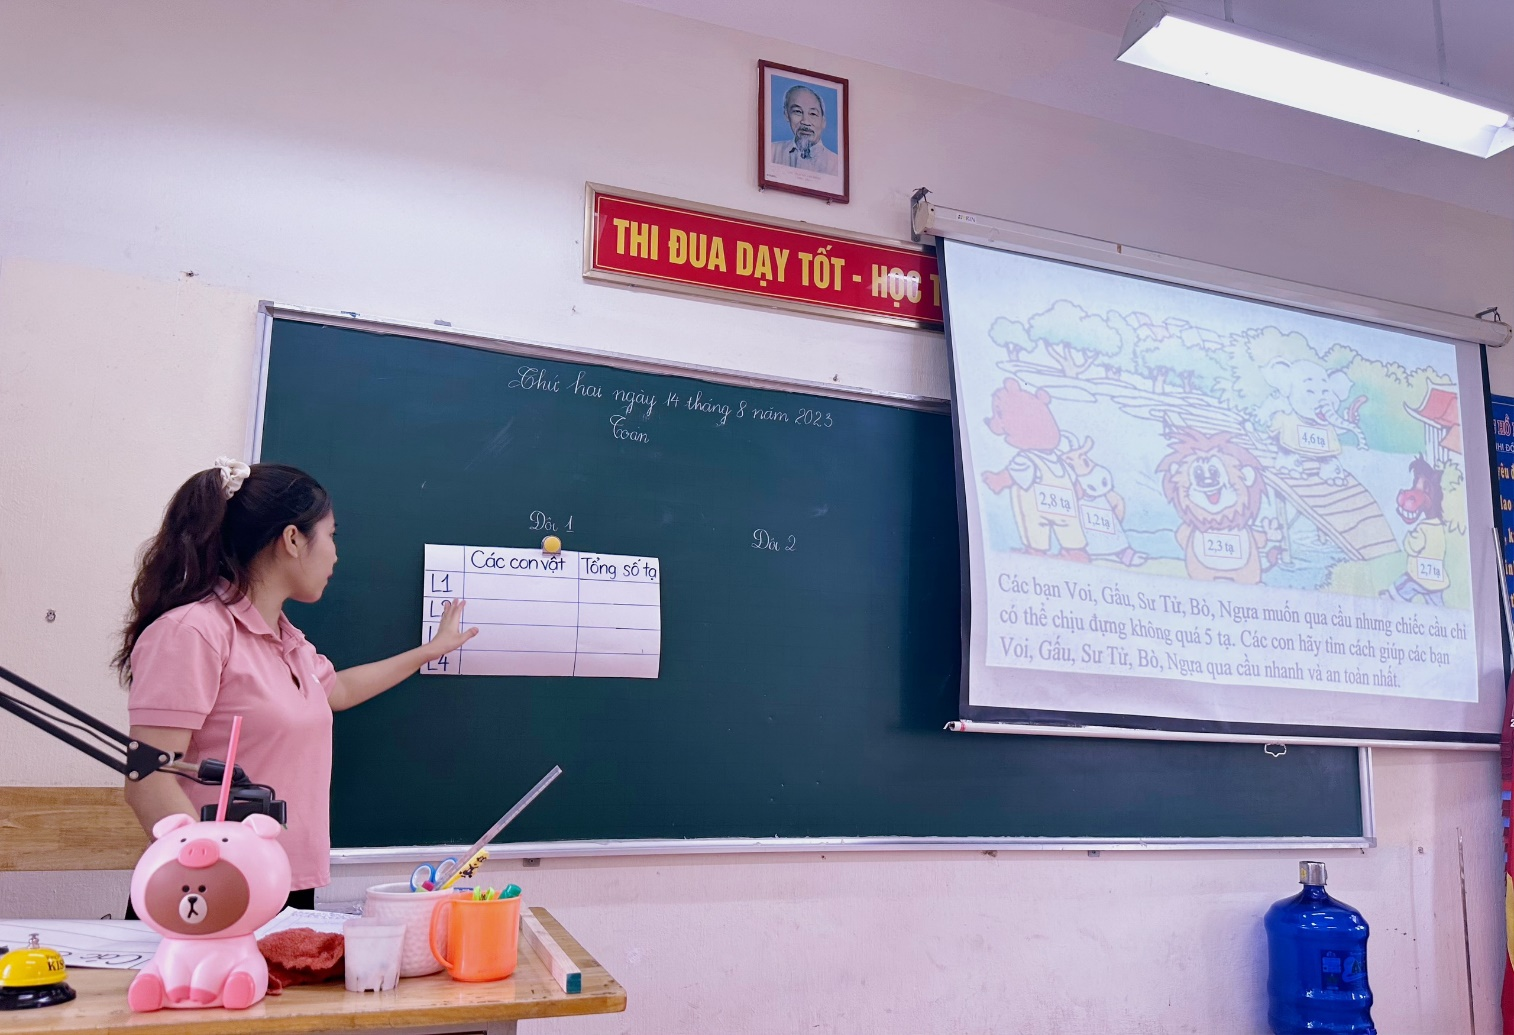 THI ĐUA DẠY TỐT - HỌC T
Thứ hai ngày 14 tháng 8 năm 2023
Toán
Đội 1
Đội 2
Các con vật
Tổng số tạ
L1
L2
L4
4,6 tạ
2,8 tạ
1,2 tạ
2,3 tạ
2,7 tạ
Các bạn Voi, Gấu, Sư Tử, Bò, Ngựa muốn qua cầu nhưng chiếc cầu chỉ
có thể chịu đựng không quá 5 tạ. Các con hãy tìm cách giúp các bạn
Voi, Gấu, Sư Tử, Bò, Ngựa qua cầu nhanh và an toàn nhất.